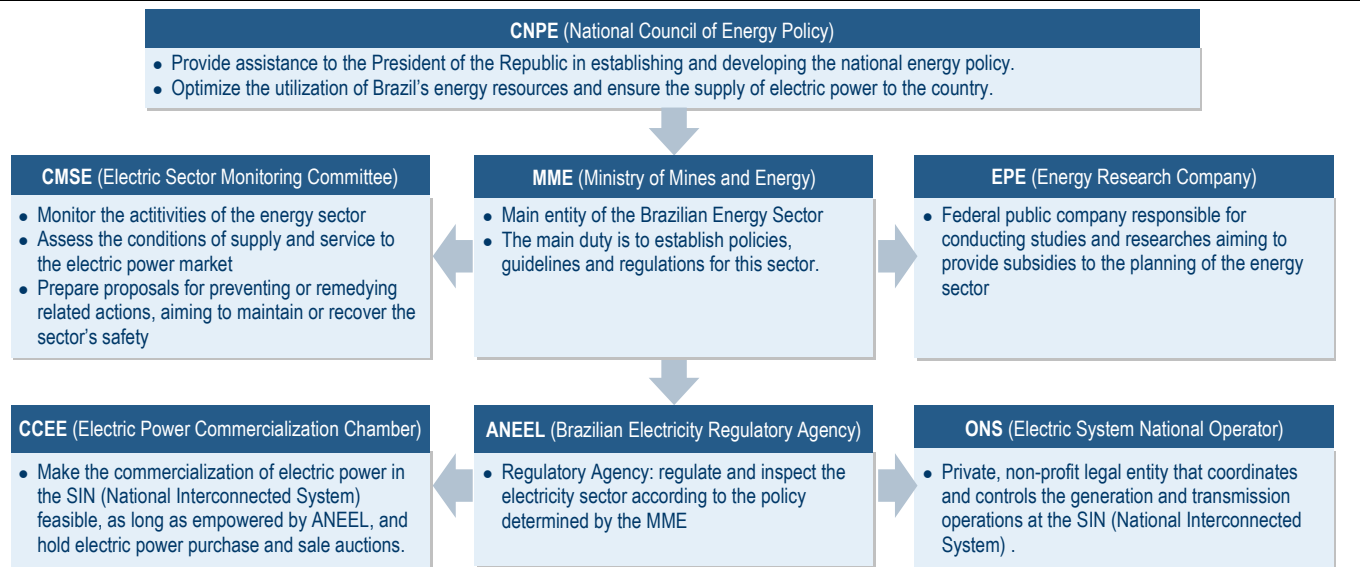 CNPE (National Council of Energy Policy)
● Provide assistance to the President of the Republic in establishing and developing the national energy policy.
● Optimize the utilization of Brazil's energy resources and ensure the supply of electric power to the country.
CMSE (Electric Sector Monitoring Committee)
● Monitor the actitivities of the energy sector
● Assess the conditions of supply and service to
the electric power market
● Prepare proposals for preventing or remedying
related actions, aiming to maintain or recover the
sector's safety
MME (Ministry of Mines and Energy)
● Main entity of the Brazilian Energy Sector
● The main duty is to establish policies,
guidelines and regulations for this sector.
EPE (Energy Research Company)
● Federal public company responsible for
conducting studies and researches aiming to
provide subsidies to the planning of the energy
sector
CCEE (Electric Power Commercialization Chamber)
● Make the commercialization of electric power in
the SIN (National Interconnected System)
feasible, as long as empowered by ANEEL, and
hold electric power purchase and sale auctions.
ANEEL (Brazilian Electricity Regulatory Agency)
● Regulatory Agency: regulate and inspect the
electricity sector according to the policy
determined by the MME
ONS (Electric System National Operator)
● Private, non-profit legal entity that coordinates
and controls the generation and transmission
operations at the SIN (National Interconnected
System) .